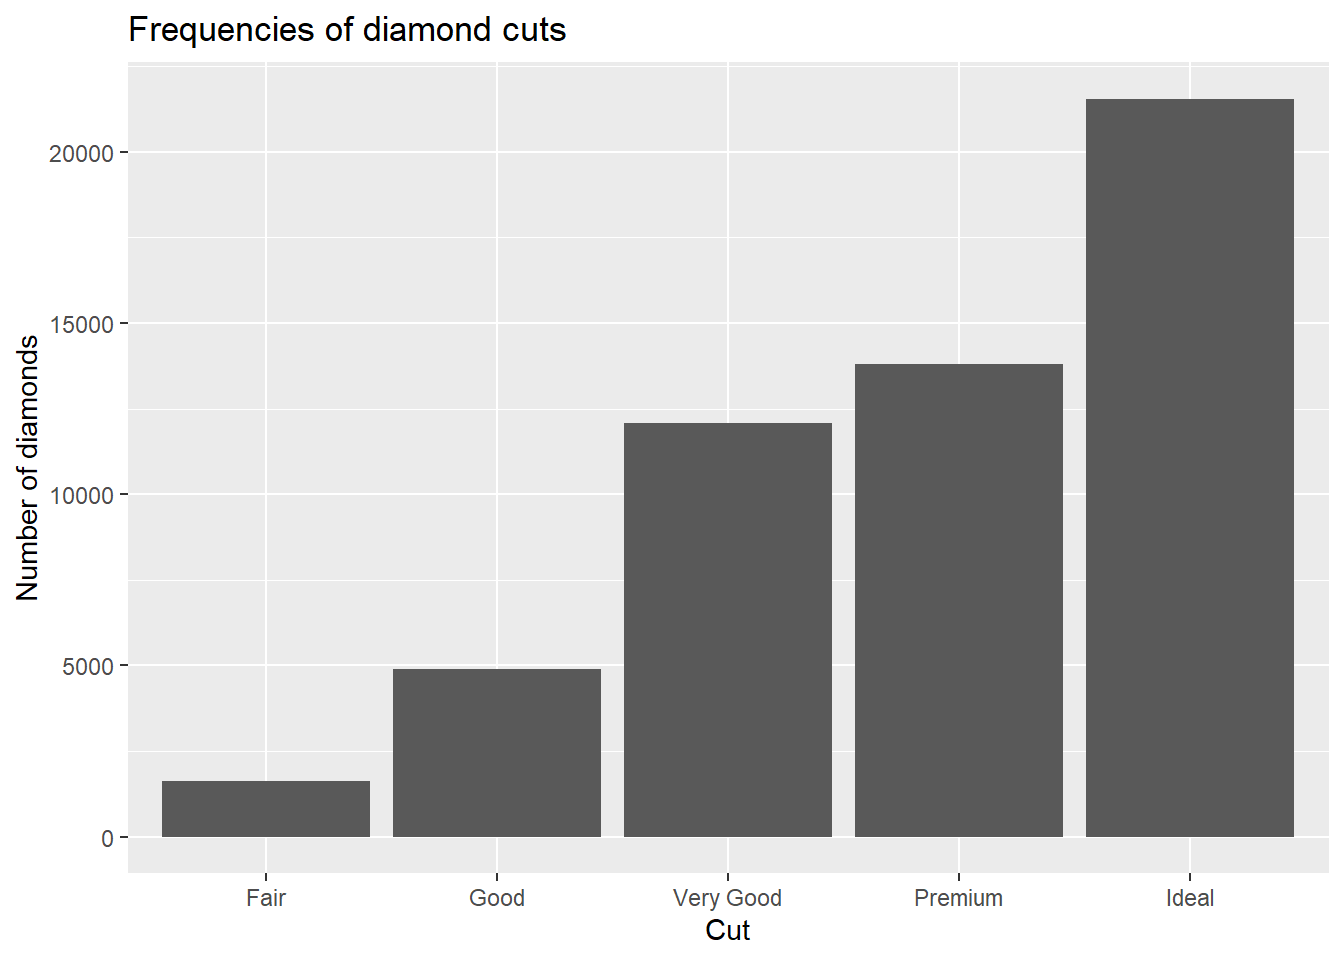 Frequencies of diamond cuts
Number of diamonds
20000
15000
10000
5000
0
Fair Good Very Good Premium Ideal
Cut